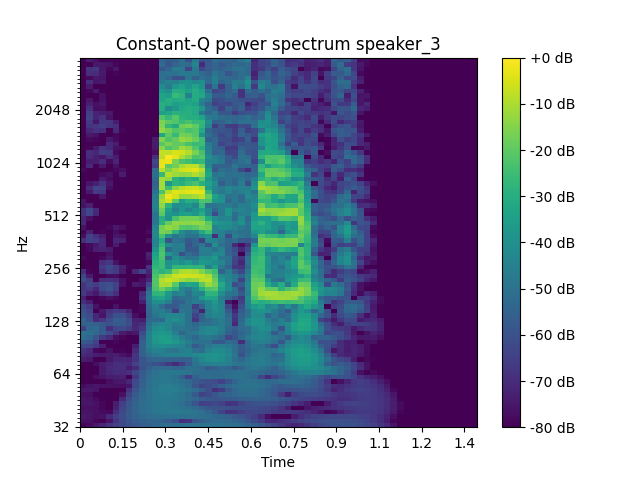 Constant-Q power spectrum speaker_3
Hz
2048
1024
512
256
128
64
32
0 0.15 0.3 0.45 0.6 0.75 0.9 1.1 1.2 1.4
Time
+0 dB
-10 dB
-20 dB
-30 dB
-40 dB
-50 dB
-60 dB
-70 dB
-80 dB